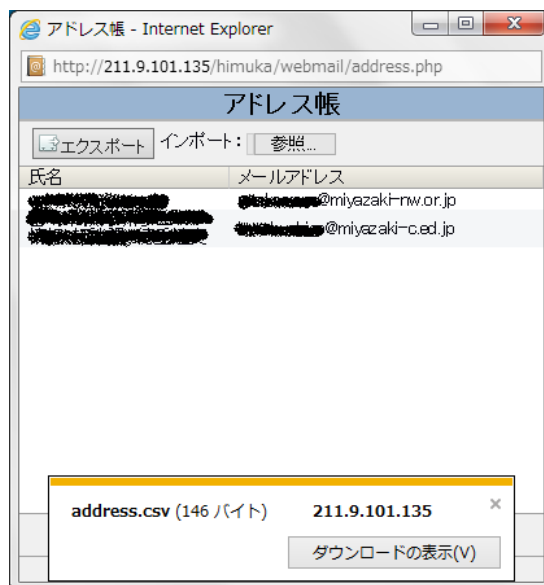 アドレス帳 - Internet Explorer
http://211.9.101.135/himuka/webmail/address.php
アドレス帳
エクスポート インポート: 参照...
氏名 メールアドレス
@miyazaki-nw.or.jp
@miyazaki-c.ed.jp
address.csv (146 バイト) 211.9.101.135 ×
ダウンロードの表示(V)